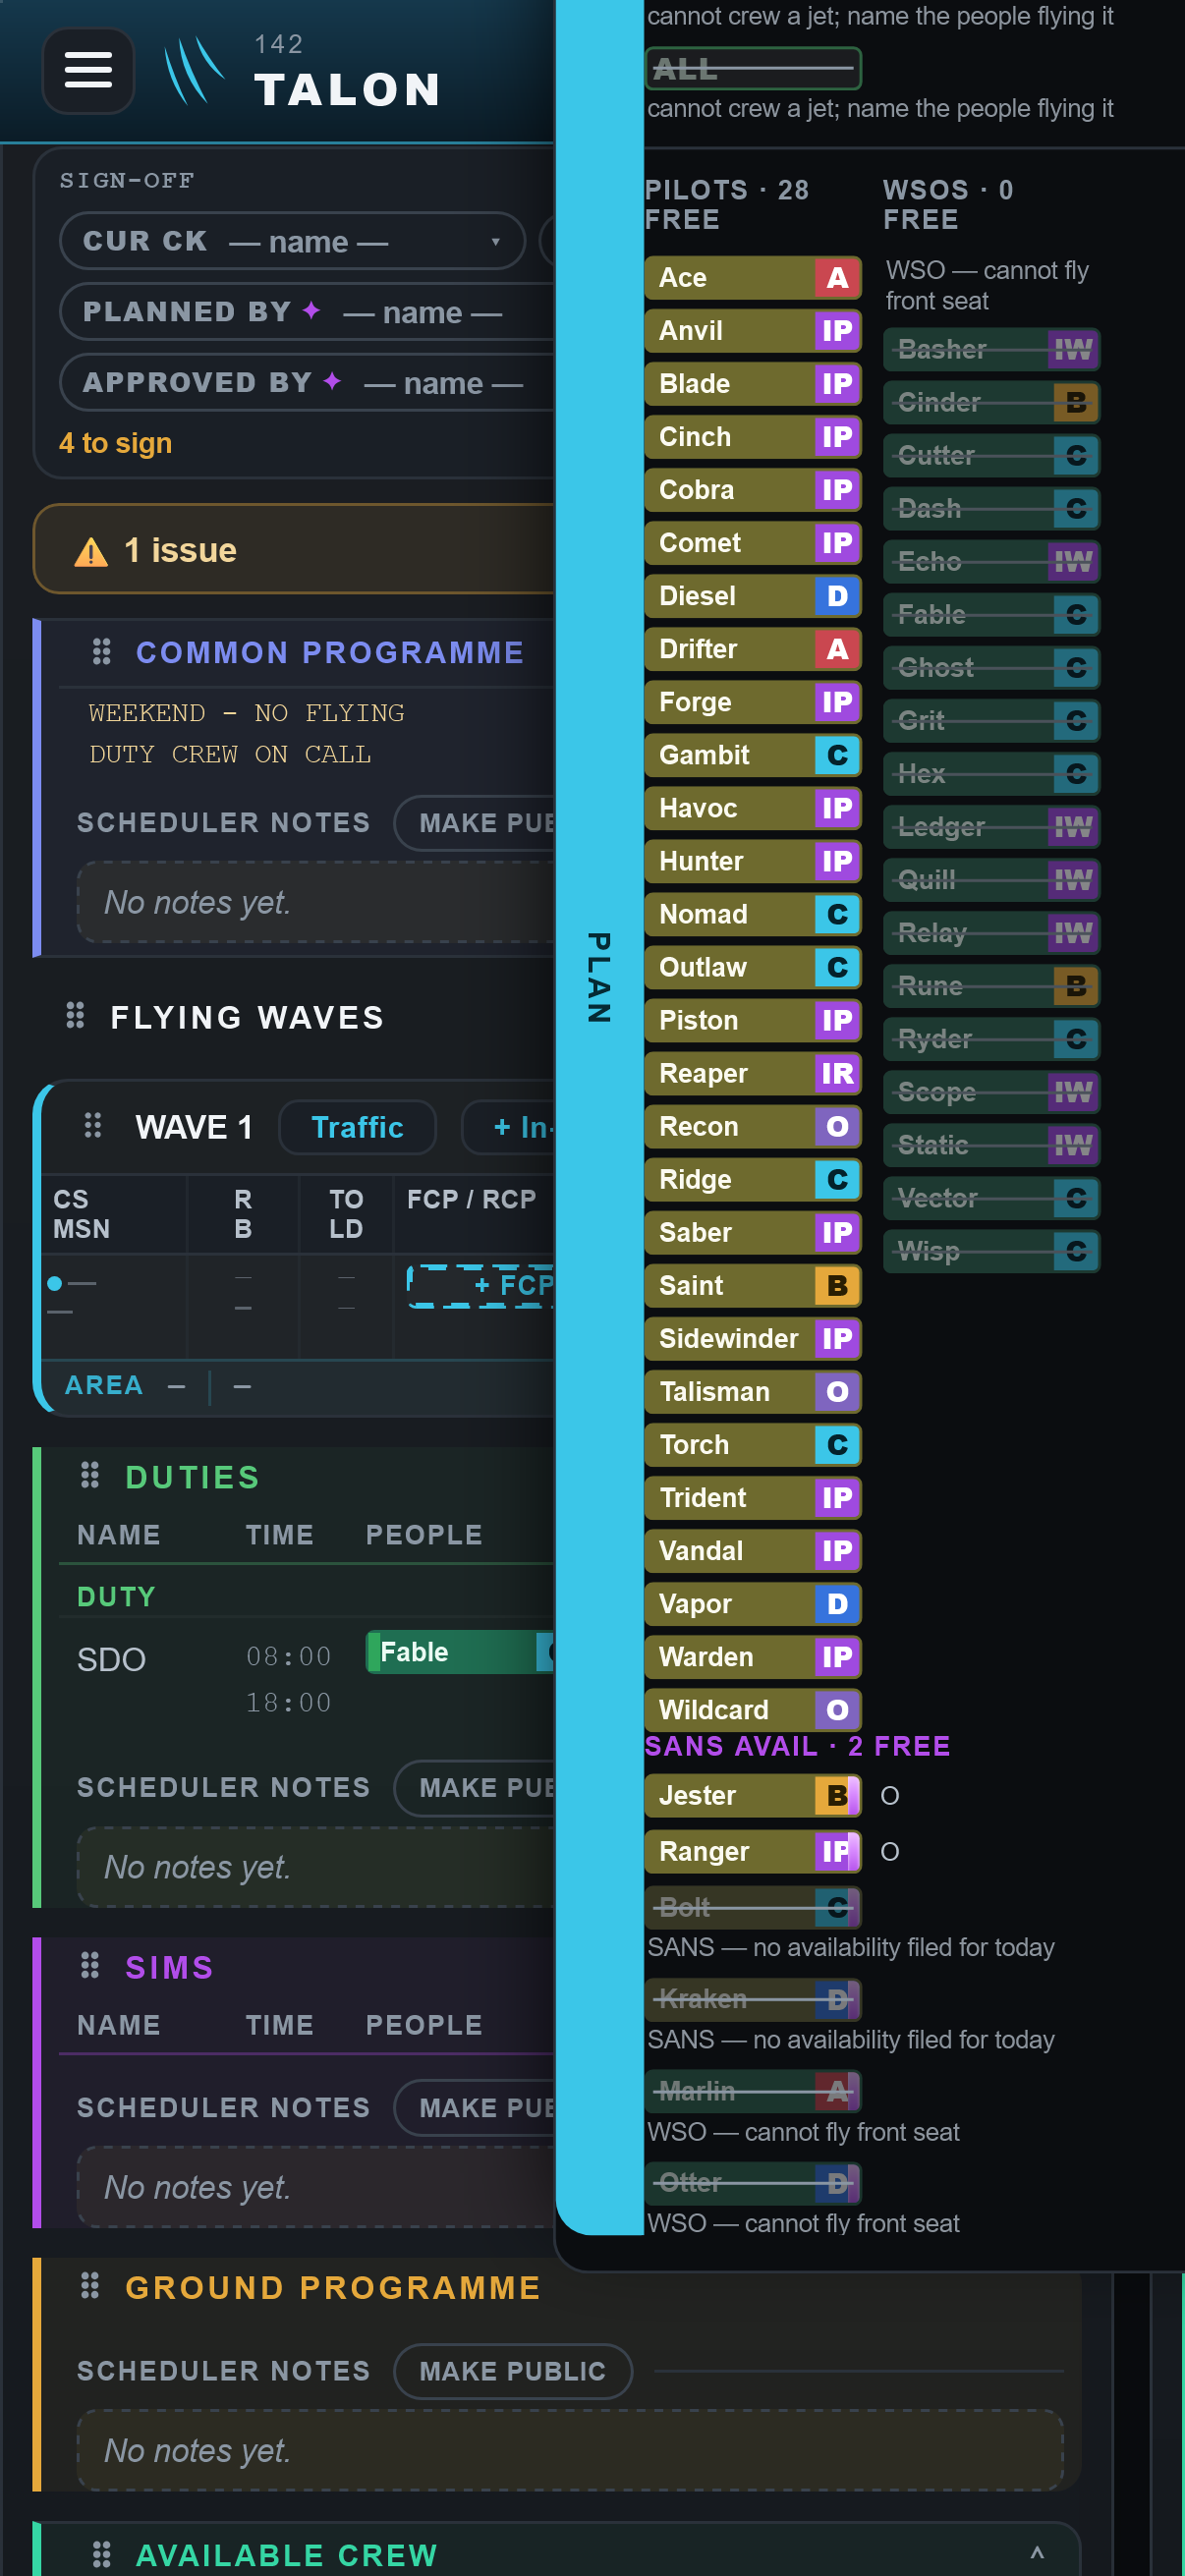 142
TALON
SIGN-OFF
CUR CK — name —
PLANNED BY — name —
APPROVED BY — name —
4 to sign
1 issue
COMMON PROGRAMME
WEEKEND - NO FLYING
DUTY CREW ON CALL
SCHEDULER NOTES
No notes yet.
FLYING WAVES
WAVE 1 Traffic
CS R TO FCP / RCP
MSN B LD
+ FCP
AREA
DUTIES
NAME TIME PEOPLE
DUTY
SDO 08:00 Fable
18:00
SCHEDULER NOTES
No notes yet.
SIMS
NAME TIME PEOPLE
SCHEDULER NOTES
No notes yet.
GROUND PROGRAMME
SCHEDULER NOTES MAKE PUBLIC
No notes yet.
AVAILABLE CREW
PLAN
cannot crew a jet; name the people flying it
ALL
cannot crew a jet; name the people flying it
PILOTS · 28
FREE
Ace A
Anvil IP
Blade IP
Cinch IP
Cobra IP
Comet IP
Diesel D
Drifter A
Forge IP
Gambit C
Havoc IP
Hunter IP
Nomad C
Outlaw C
Piston IP
Reaper IR
Recon O
Ridge C
Saber IP
Saint B
Sidewinder IP
Talisman O
Torch C
Trident IP
Vandal IP
Vapor D
Warden IP
Wildcard O
WSOS · 0
FREE
WSO — cannot fly
front seat
Basher IW
Cinder B
Cutter C
Dash C
Echo IW
Fable C
Ghost C
Grit C
Hex C
Ledger IW
Quill IW
Relay IW
Rune B
Ryder C
Scope IW
Static IW
Vector C
Wisp C
SANS AVAIL · 2 FREE
Jester B O
Ranger IP O
Bolt C
SANS — no availability filed for today
Kraken D
SANS — no availability filed for today
Marlin A
WSO — cannot fly front seat
Otter D
WSO — cannot fly front seat